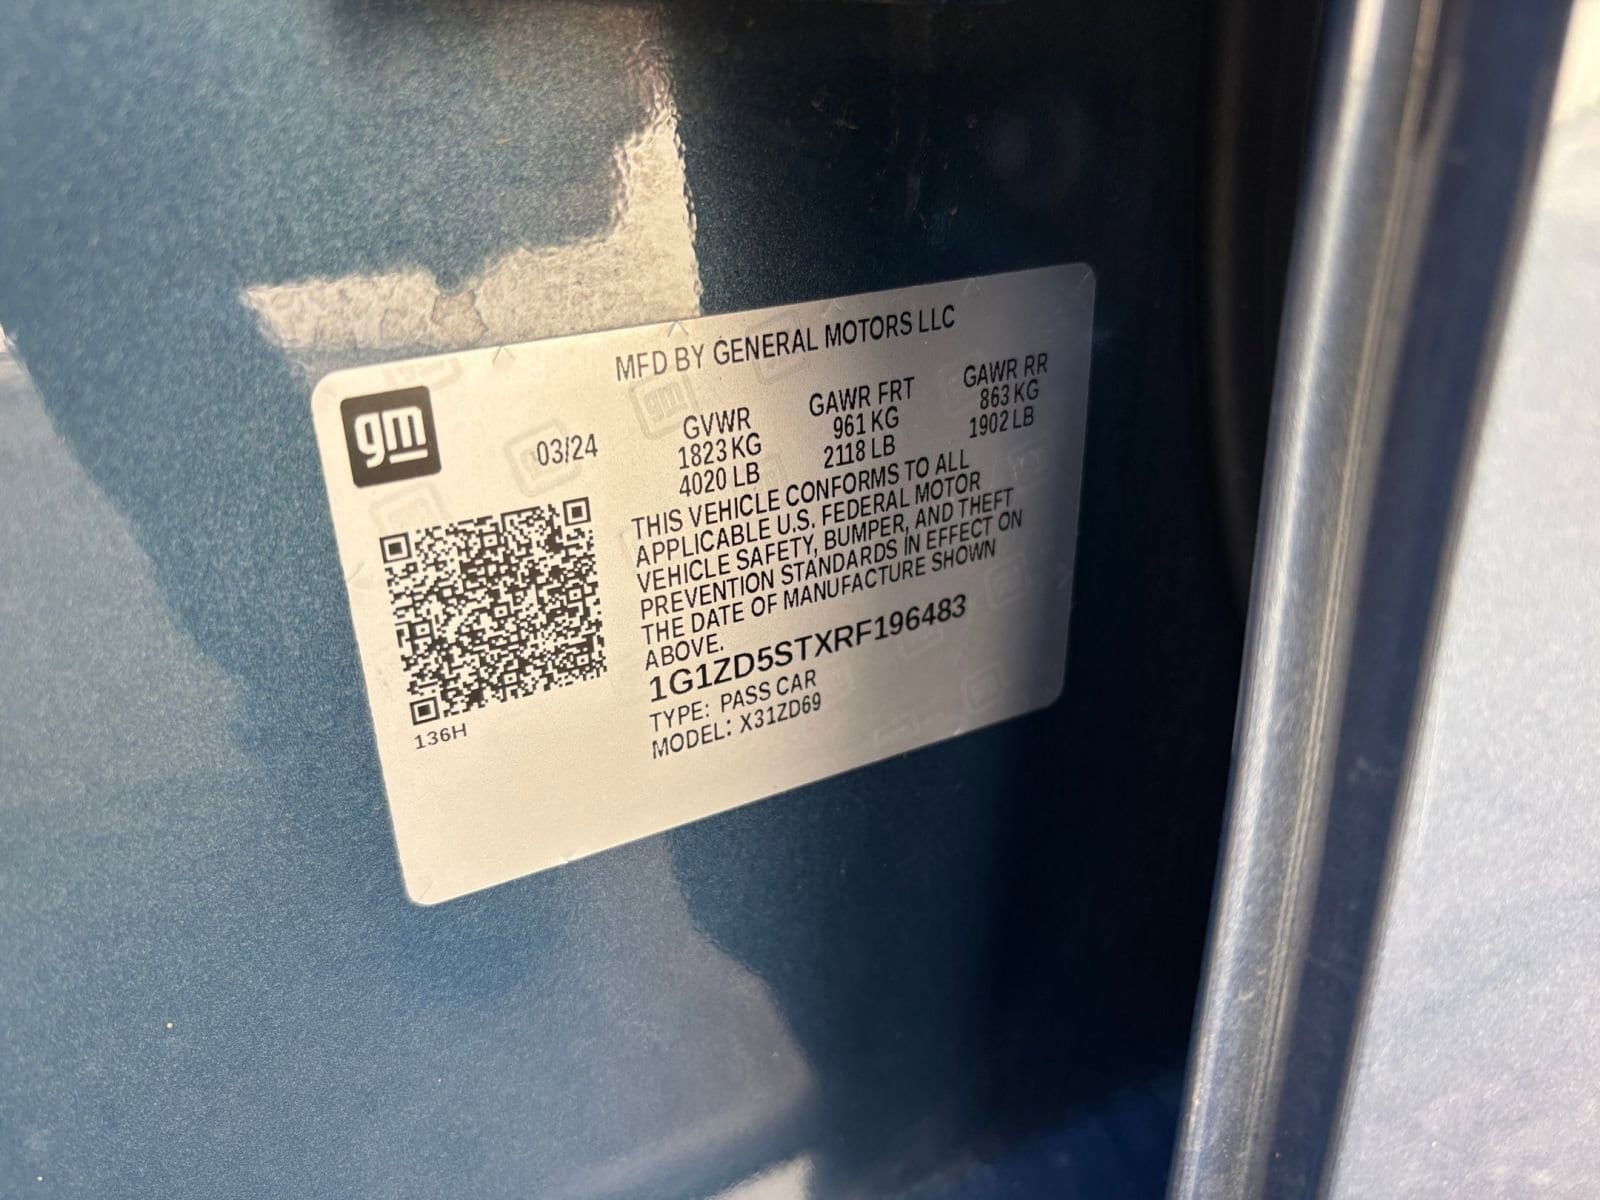 MFD BY GENERAL MOTORS LLC
gm
03/24
GVWR GAWR FRT GAWR RR
1823 KG 961 KG 863 KG
4020 LB 2118 LB 1902 LB
THIS VEHICLE CONFORMS TO ALL
APPLICABLE U.S. FEDERAL MOTOR
VEHICLE SAFETY, BUMPER, AND THEFT
PREVENTION STANDARDS IN EFFECT ON
THE DATE OF MANUFACTURE SHOWN
ABOVE.
1G1ZD5STXRF196483
TYPE: PASS CAR
MODEL: X31ZD69
136H